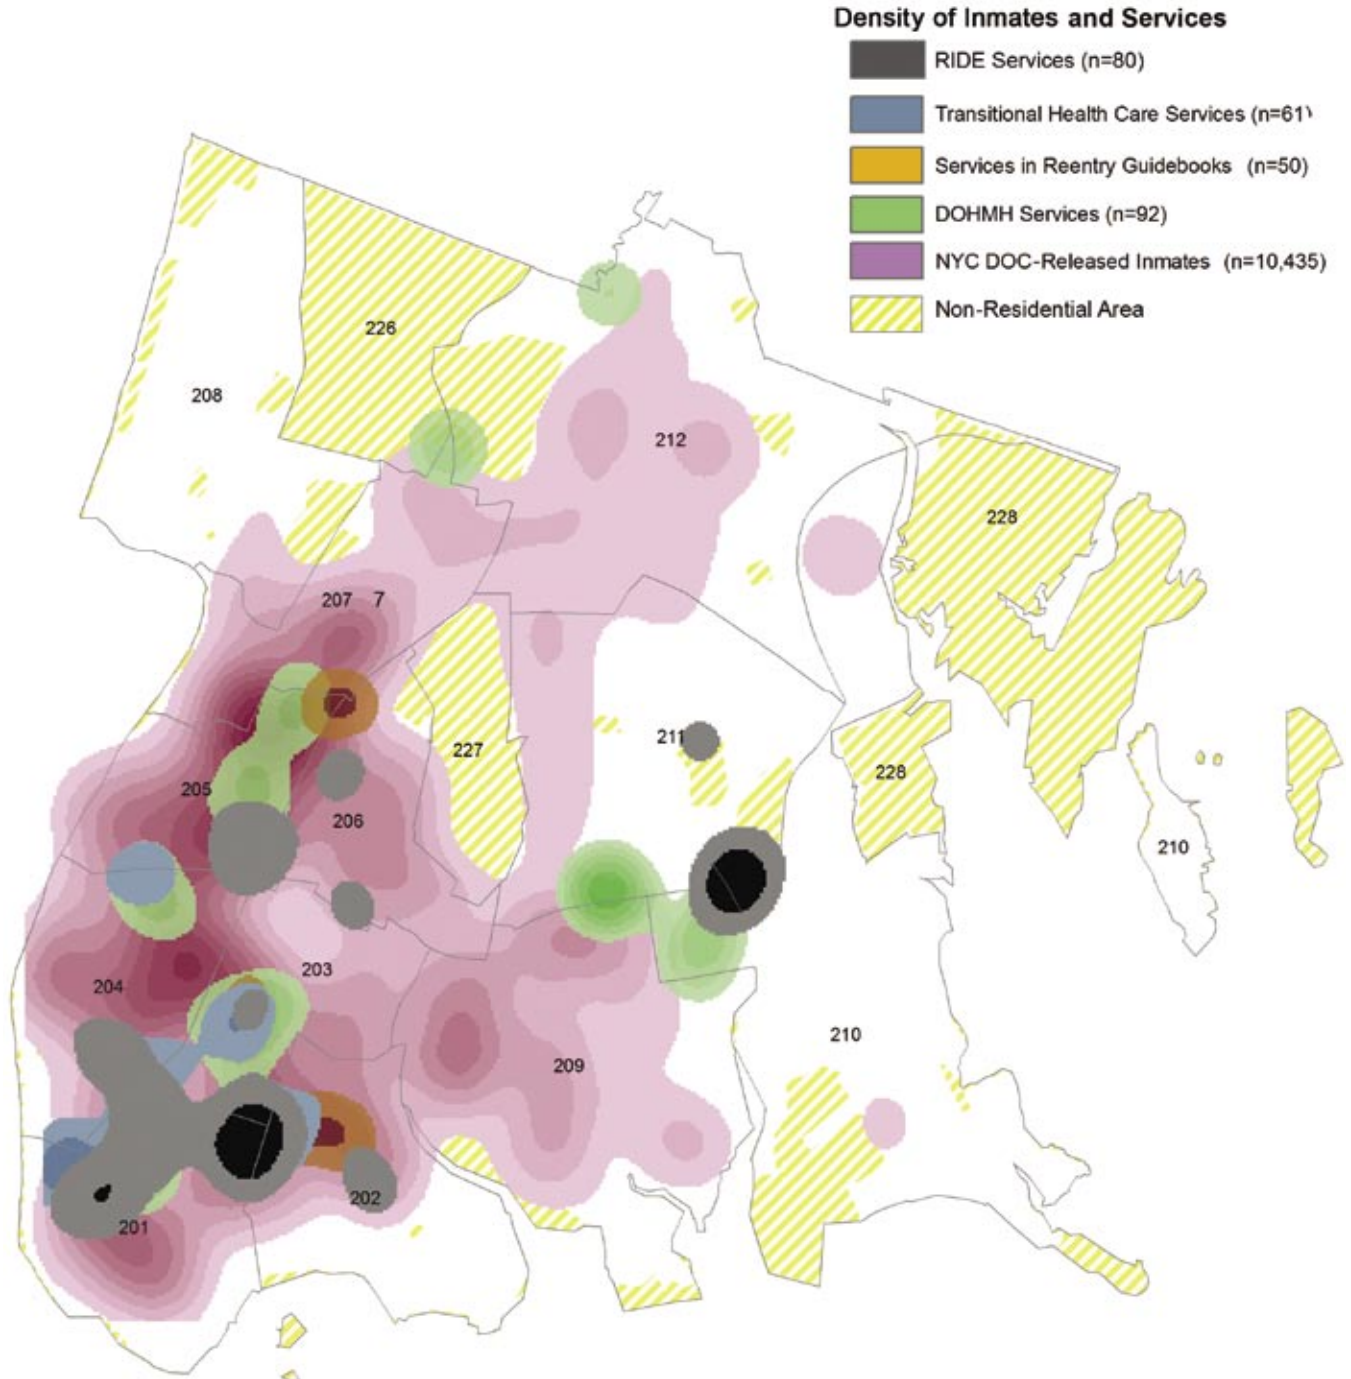 Density of Inmates and Services
RIDE Services (n=80)
Transitional Health Care Services (n=61)
Services in Reentry Guidebooks (n=50)
DOHMH Services (n=92)
NYC DOC-Released Inmates (n=10,435)
Non-Residential Area
226
208
212
228
207 7
211
227
228
205
206
210
203
204
210
209
202
201